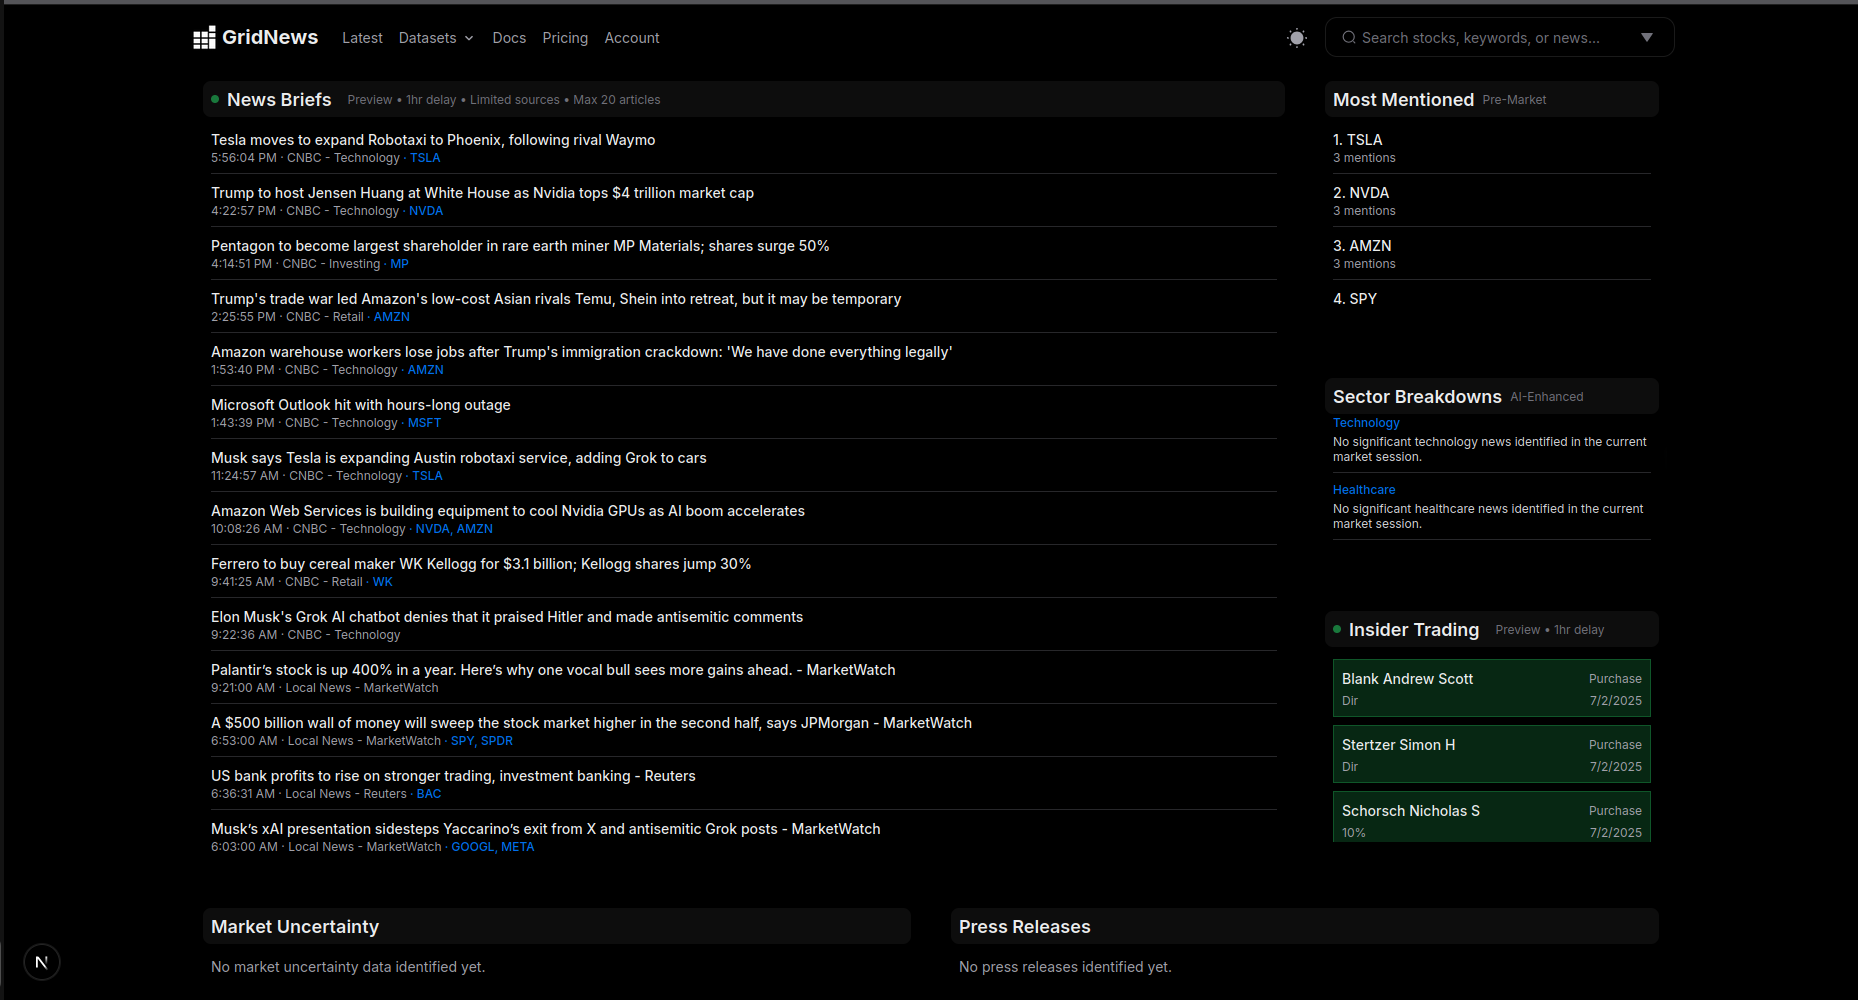 GridNews
Latest
Datasets
Docs
Pricing
Account
Search stocks, keywords, or news...
News Briefs
Preview • 1hr delay • Limited sources • Max 20 articles
Tesla moves to expand Robotaxi to Phoenix, following rival Waymo
5:56:04 PM · CNBC - Technology · TSLA
Trump to host Jensen Huang at White House as Nvidia tops $4 trillion market cap
4:22:57 PM · CNBC - Technology · NVDA
Pentagon to become largest shareholder in rare earth miner MP Materials; shares surge 50%
4:14:51 PM · CNBC - Investing · MP
Trump's trade war led Amazon's low-cost Asian rivals Temu, Shein into retreat, but it may be temporary
2:25:55 PM · CNBC - Retail · AMZN
Amazon warehouse workers lose jobs after Trump's immigration crackdown: 'We have done everything legally'
1:53:40 PM · CNBC - Technology · AMZN
Microsoft Outlook hit with hours-long outage
1:43:39 PM · CNBC - Technology · MSFT
Musk says Tesla is expanding Austin robotaxi service, adding Grok to cars
11:24:57 AM · CNBC - Technology · TSLA
Amazon Web Services is building equipment to cool Nvidia GPUs as AI boom accelerates
10:08:26 AM · CNBC - Technology · NVDA, AMZN
Ferrero to buy cereal maker WK Kellogg for $3.1 billion; Kellogg shares jump 30%
9:41:25 AM · CNBC - Retail · WK
Elon Musk's Grok AI chatbot denies that it praised Hitler and made antisemitic comments
9:22:36 AM · CNBC - Technology
Palantir’s stock is up 400% in a year. Here’s why one vocal bull sees more gains ahead. - MarketWatch
9:21:00 AM · Local News - MarketWatch
A $500 billion wall of money will sweep the stock market higher in the second half, says JPMorgan - MarketWatch
6:53:00 AM · Local News - MarketWatch · SPY, SPDR
US bank profits to rise on stronger trading, investment banking - Reuters
6:36:31 AM · Local News - Reuters · BAC
Musk’s xAI presentation sidesteps Yaccarino’s exit from X and antisemitic Grok posts - MarketWatch
6:03:00 AM · Local News - MarketWatch · GOOGL, META
Most Mentioned Pre-Market
1. TSLA
3 mentions
2. NVDA
3 mentions
3. AMZN
3 mentions
4. SPY
Sector Breakdowns AI-Enhanced
Technology
No significant technology news identified in the current
market session.
Healthcare
No significant healthcare news identified in the current
market session.
Insider Trading Preview • 1hr delay
Blank Andrew Scott Purchase
Dir 7/2/2025
Stertzer Simon H Purchase
Dir 7/2/2025
Schorsch Nicholas S Purchase
10% 7/2/2025
Market Uncertainty
No market uncertainty data identified yet.
Press Releases
No press releases identified yet.
N